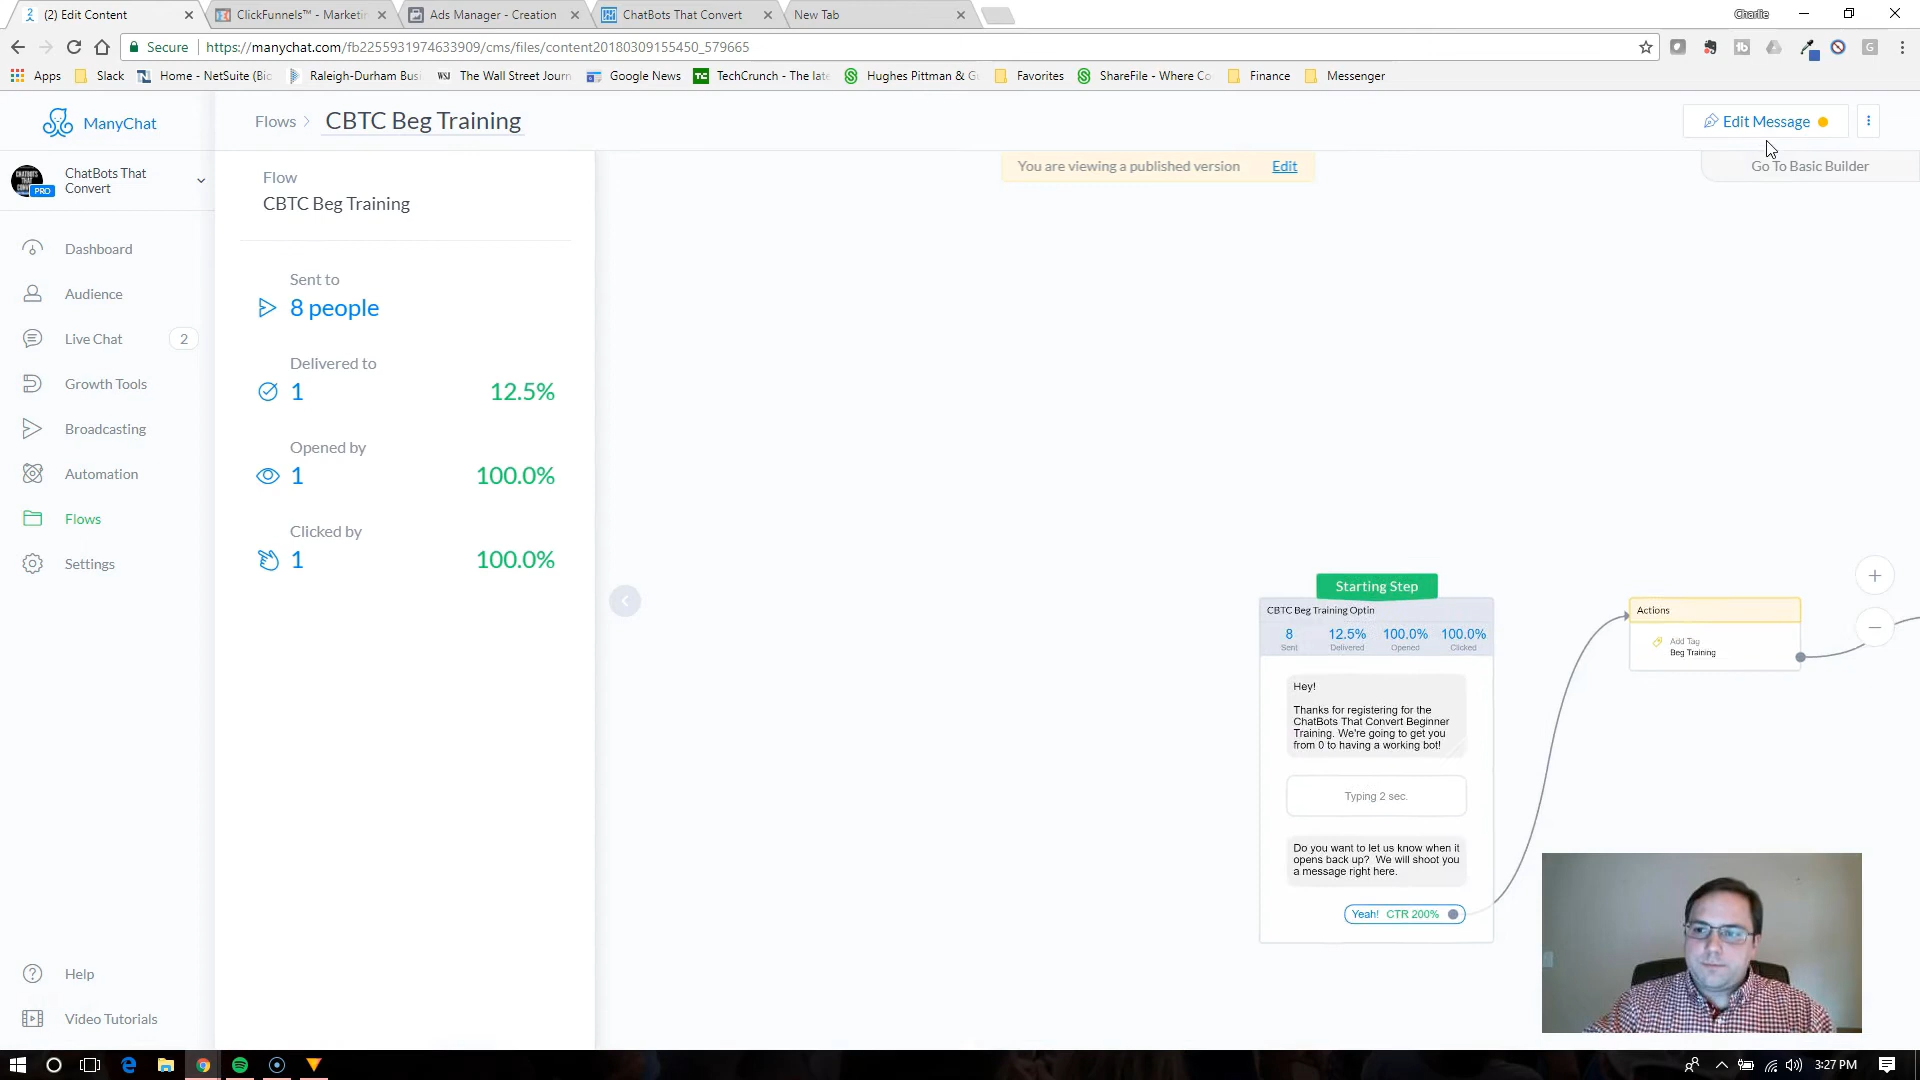 (2) Edit Content
ClickFunnels™ - Marketin
Ads Manager - Creation
ChatBots That Convert
New Tab
Charlie
Secure
https://manychat.com/fb2255931974633909/cms/files/content20180309155450_579665
Apps
Slack
Home - NetSuite (Bio
Raleigh-Durham Busi
WSJ The Wall Street Journ
Google News
TC TechCrunch - The late
Hughes Pittman & G
Favorites
ShareFile - Where Co
Finance
Messenger
ManyChat
Flows
CBTC Beg Training
Edit Message
ChatBots That
Convert
PRO
You are viewing a published version Edit
Go To Basic Builder
Dashboard
Audience
Live Chat 2
Growth Tools
Broadcasting
Automation
Flows
Settings
Help
Video Tutorials
Flow
CBTC Beg Training
Sent to
8 people
Delivered to
1 12.5%
Opened by
1 100.0%
Clicked by
1 100.0%
Starting Step
CBTC Beg Training Optin
8 12.5% 100.0% 100.0%
Sent Delivered Opened Clicked
Hey!
Thanks for registering for the
ChatBots That Convert Beginner
Training. We're going to get you
from 0 to having a working bot!
Typing 2 sec.
Do you want to let us know when it
opens back up? We will shoot you
a message right here.
Yeah! CTR 200%
Actions
Add Tag
Beg Training
3:27 PM